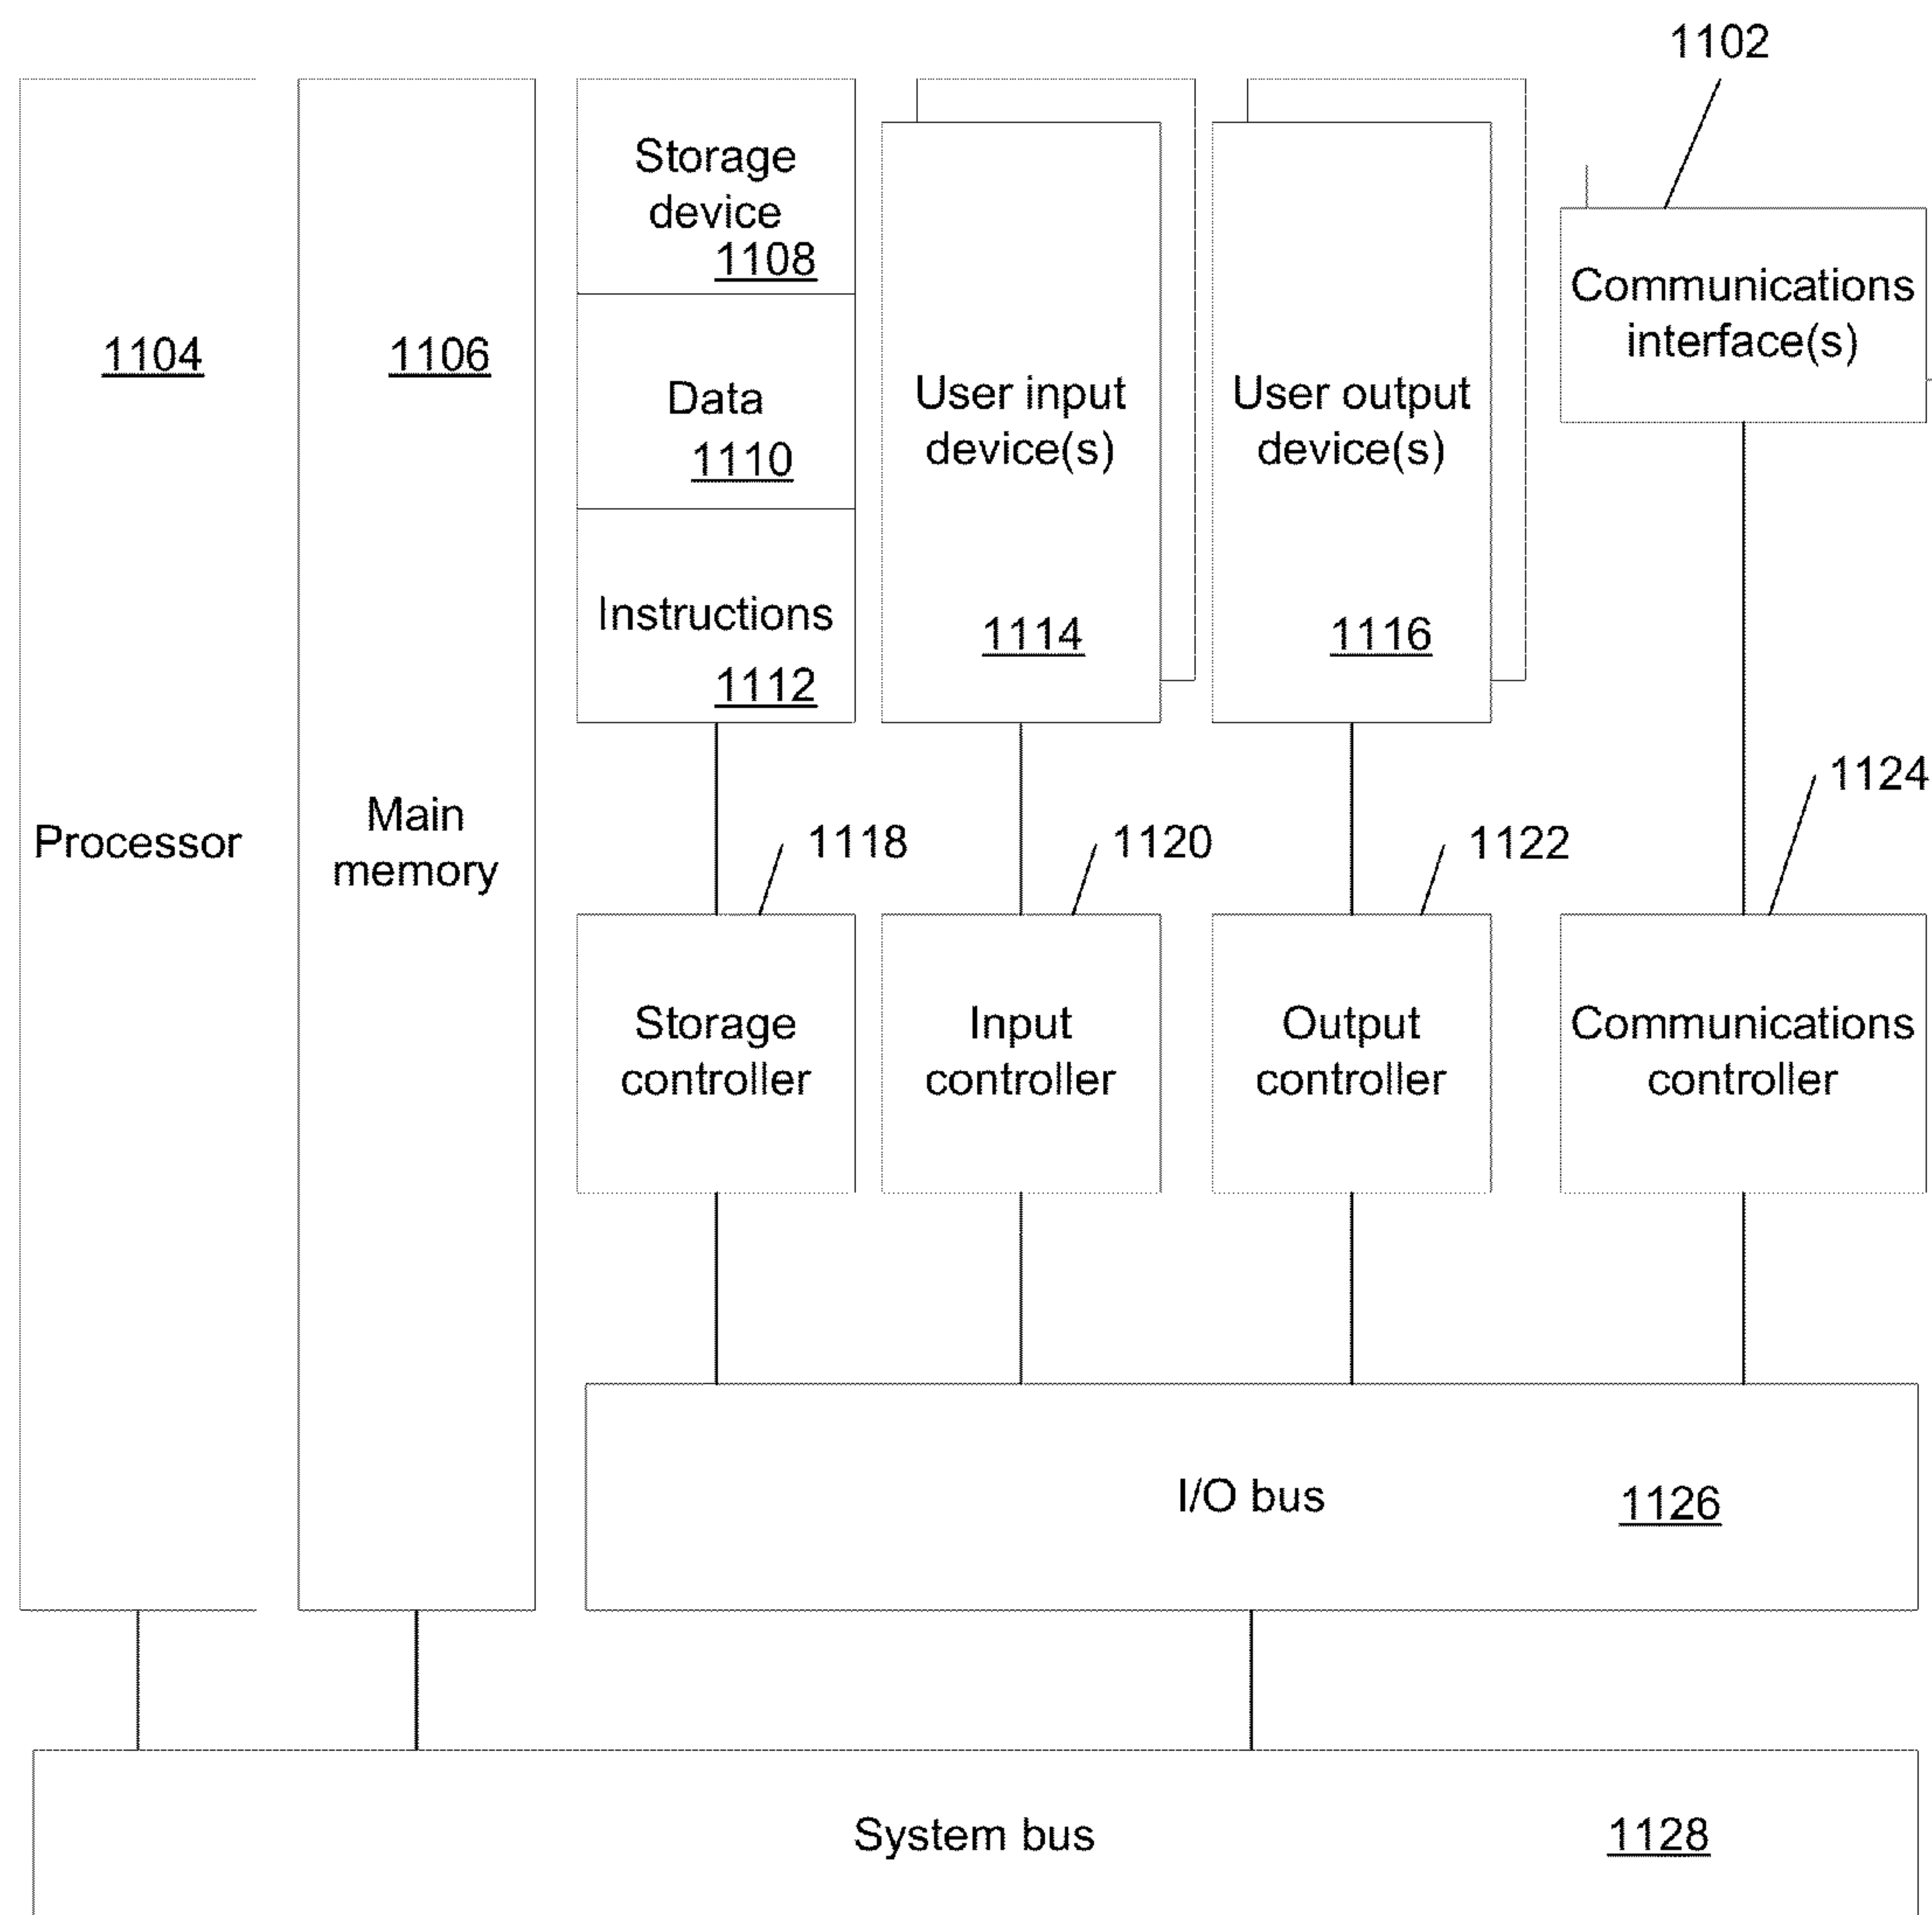 1102
Storage
device
1108
Communications
interface(s)
1104
1106
Data
1110
User input
device(s)
User output
device(s)
Instructions
1112
1114
1116
1124
Processor
Main
memory
1118
1120
1122
Storage
controller
Input
controller
Output
controller
Communications
controller
I/O bus
1126
System bus
1128